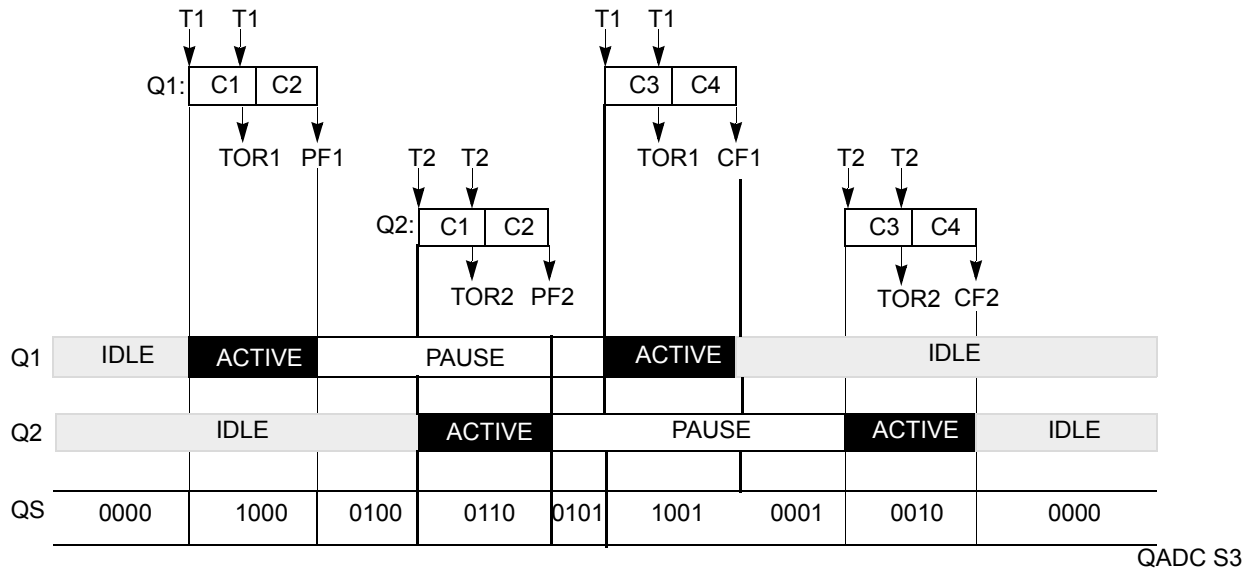 T1 T1 T1 T1
Q1: C1 C2 C3 C4
TOR1 PF1 T2 T2 TOR1 CF1 T2 T2
Q2: C1 C2 C3 C4
TOR2 PF2 TOR2 CF2
Q1 IDLE ACTIVE PAUSE ACTIVE IDLE
Q2 IDLE ACTIVE PAUSE ACTIVE IDLE
QS 0000 1000 0100 0110 0101 1001 0001 0010 0000
QADC S3